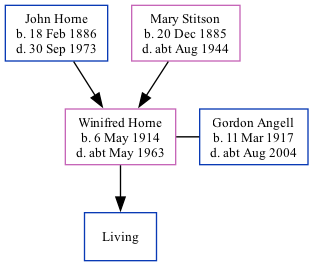 John Horne
b. 18 Feb 1886
d. 30 Sep 1973
Mary Stitson
b. 20 Dec 1885
d. abt Aug 1944
Winifred Horne
b. 6 May 1914
d. abt May 1963
Gordon Angell
b. 11 Mar 1917
d. abt Aug 2004
Living